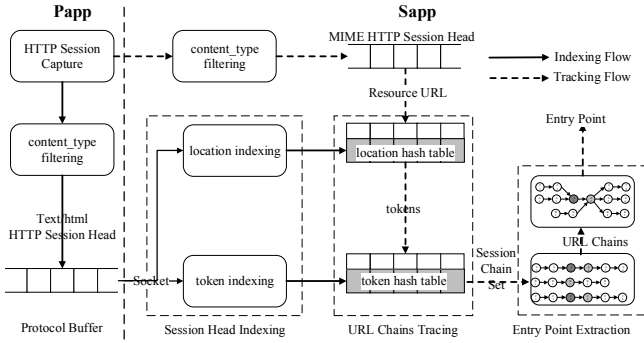 Papp
Sapp
HTTP Session
Capture
content_type
filtering
MIME HTTP Session Head
Indexing Flow
Tracking Flow
Resource URL
Entry Point
content_type
filtering
location indexing
location hash table
Text/html
HTTP Session Head
tokens
URL Chains
Socket
token indexing
token hash table
Session
Chain
Set
Protocol Buffer
Session Head Indexing
URL Chains Tracing
Entry Point Extraction